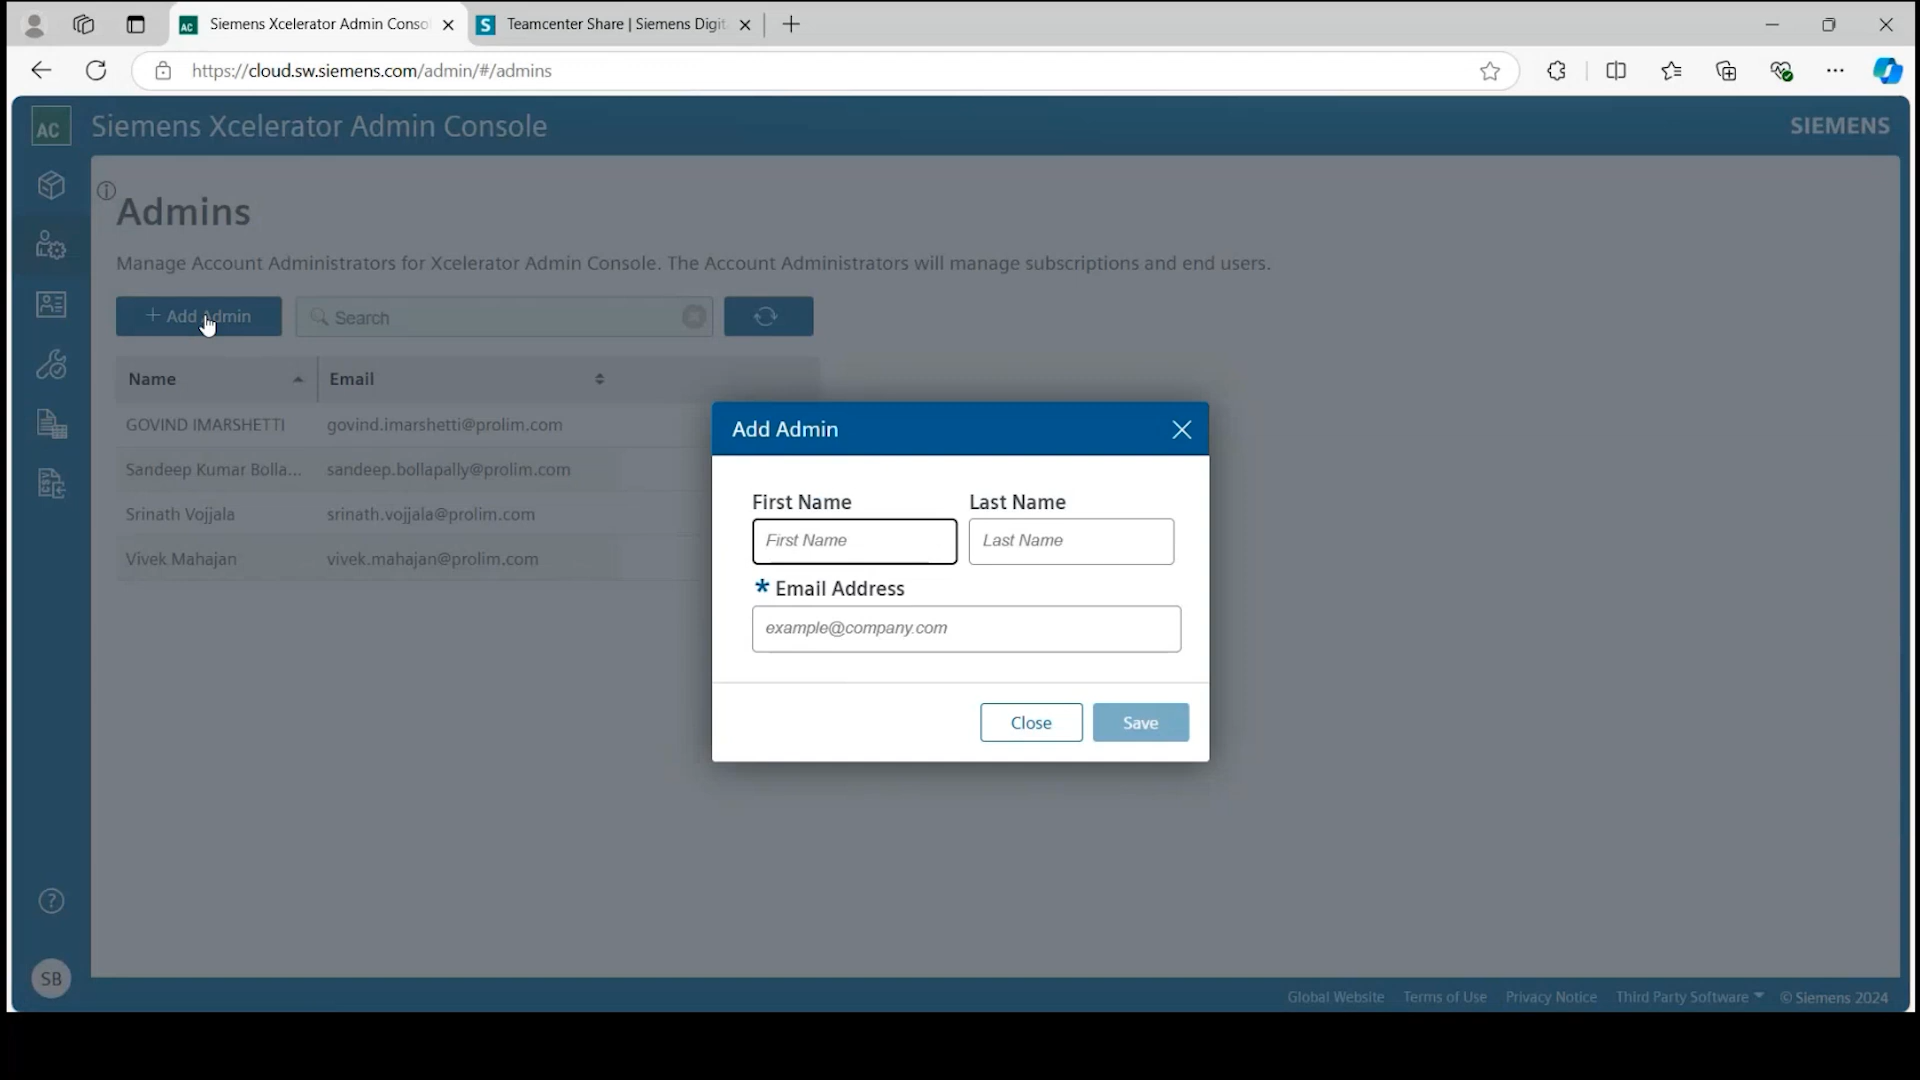 Siemens Xcelerator Admin Conso
Teamcenter Share | Siemens Digit
https://cloud.sw.siemens.com/admin/#/admins
AC
Siemens Xcelerator Admin Console
SIEMENS
Admins
Manage Account Administrators for Xcelerator Admin Console. The Account Administrators will manage subscriptions and end users.
+ Add Admin
Search
Name
Email
GOVIND IMARSHETTI
govind.imarshetti@prolim.com
Sandeep Kumar Bolla...
sandeep.bollapally@prolim.com
Srinath Vojjala
srinath.vojjala@prolim.com
Vivek Mahajan
vivek.mahajan@prolim.com
Add Admin
First Name
Last Name
First Name
Last Name
* Email Address
example@company.com
Close
Save
SB
Global Website
Terms of Use
Privacy Notice
Third Party Software
© Siemens 2024